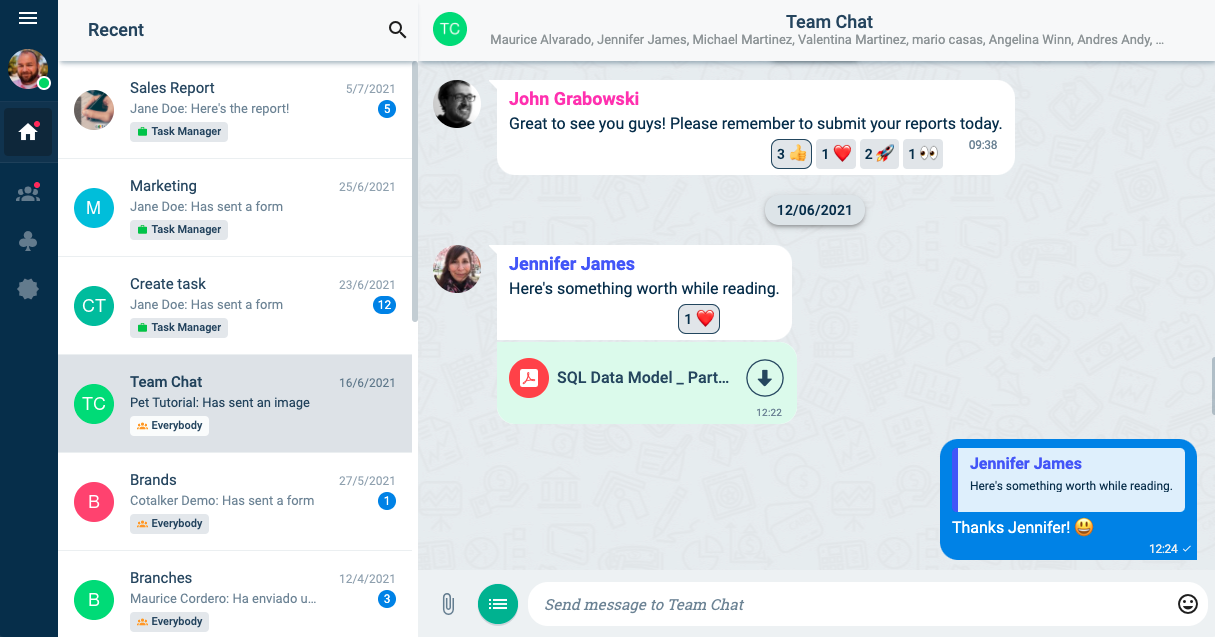 Recent
Sales Report
5/7/2021
Jane Doe: Here's the report!
5
Task Manager
Marketing
25/6/2021
Jane Doe: Has sent a form
Task Manager
CT
Create task
23/6/2021
Jane Doe: Has sent a form
12
Task Manager
M
TC
Team Chat
16/6/2021
Pet Tutorial: Has sent an image
Everybody
B
Brands
27/5/2021
Cotalker Demo: Has sent a form
1
Everybody
B
Branches
12/4/2021
Maurice Cordero: Ha enviado u...
3
Everybody
TC
Team Chat
Maurice Alvarado, Jennifer James, Michael Martinez, Valentina Martinez, mario casas, Angelina Winn, Andres Andy, ...
John Grabowski
Great to see you guys! Please remember to submit your reports today.
3 👍 1 ❤️ 2 🚀 1 👀
09:38
12/06/2021
Jennifer James
Here's something worth while reading.
1 ❤️
SQL Data Model _ Part...
12:22
Jennifer James
Here's something worth while reading.
Thanks Jennifer! 😃
12:24
Send message to Team Chat